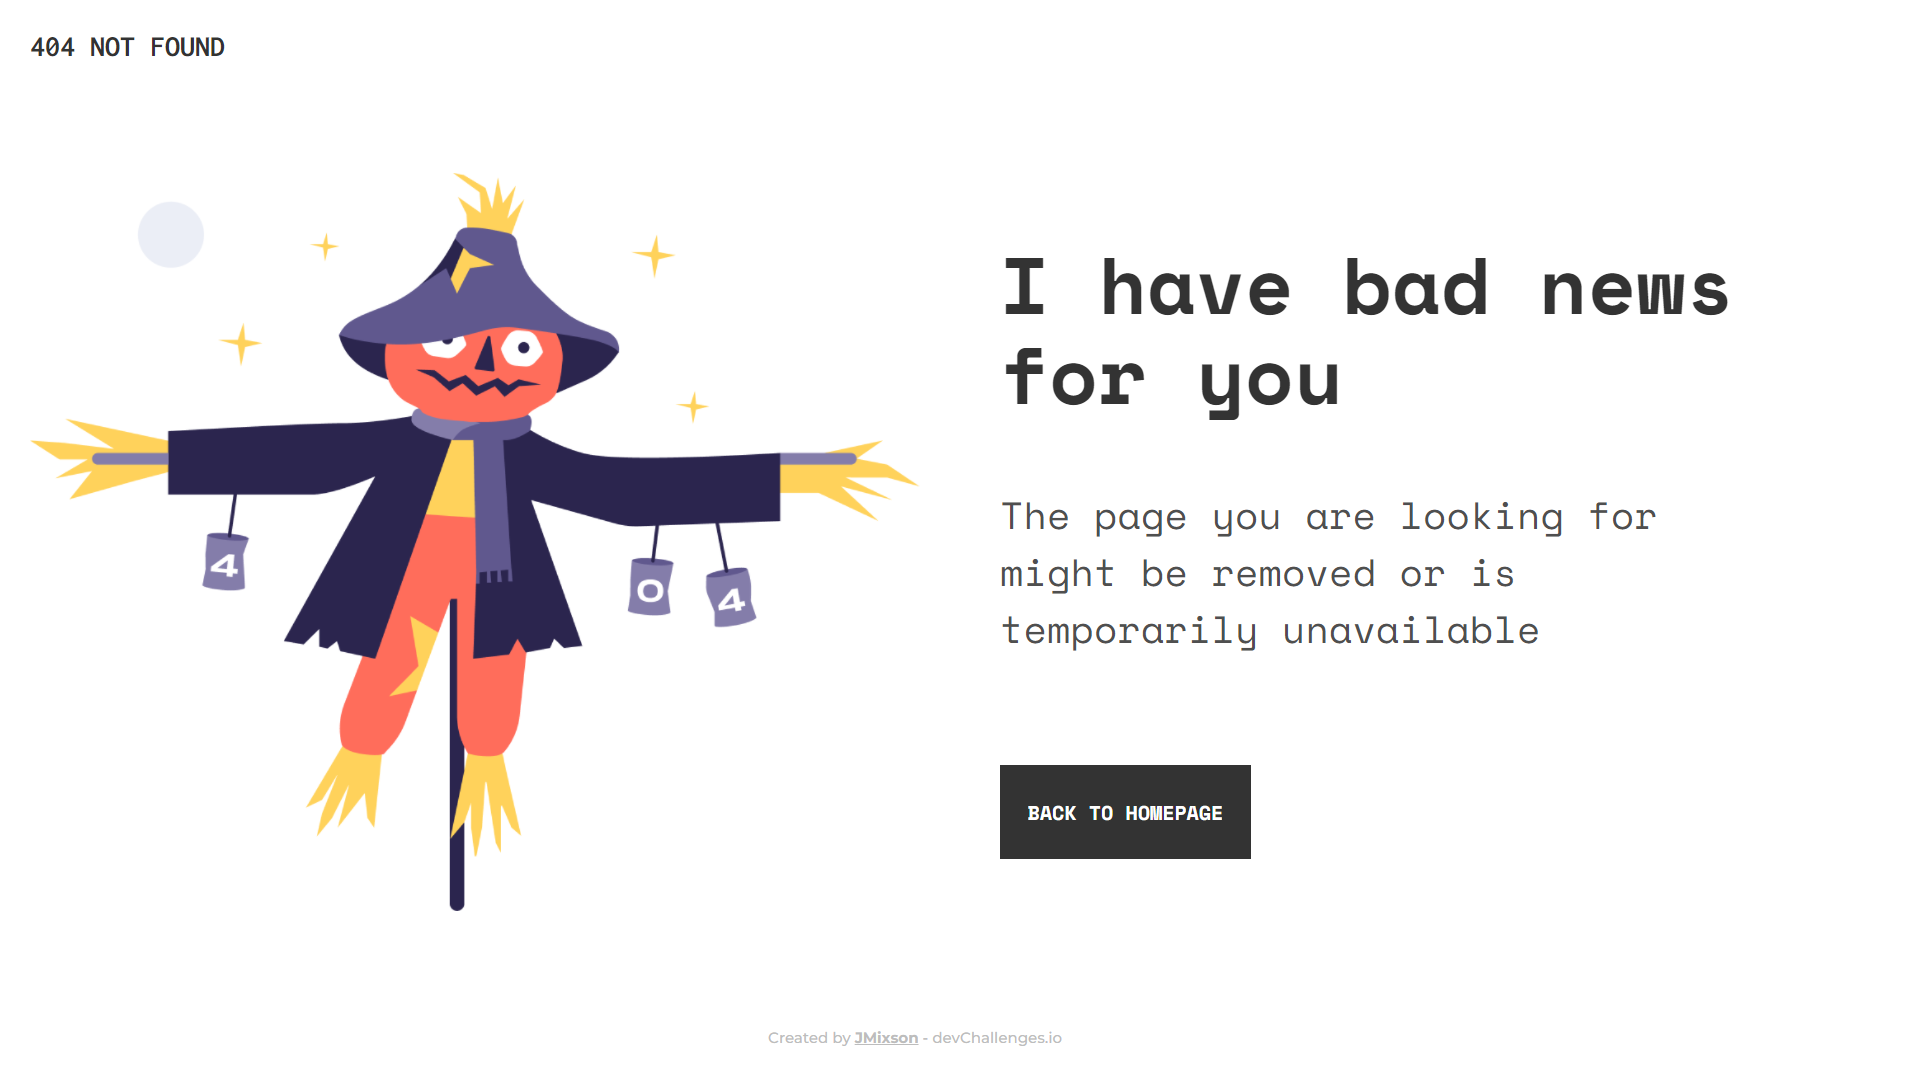 404 NOT FOUND
I have bad news
for you
The page you are looking for
might be removed or is
temporarily unavailable
4
0
4
BACK TO HOMEPAGE
Created by JMixson - devChallenges.io